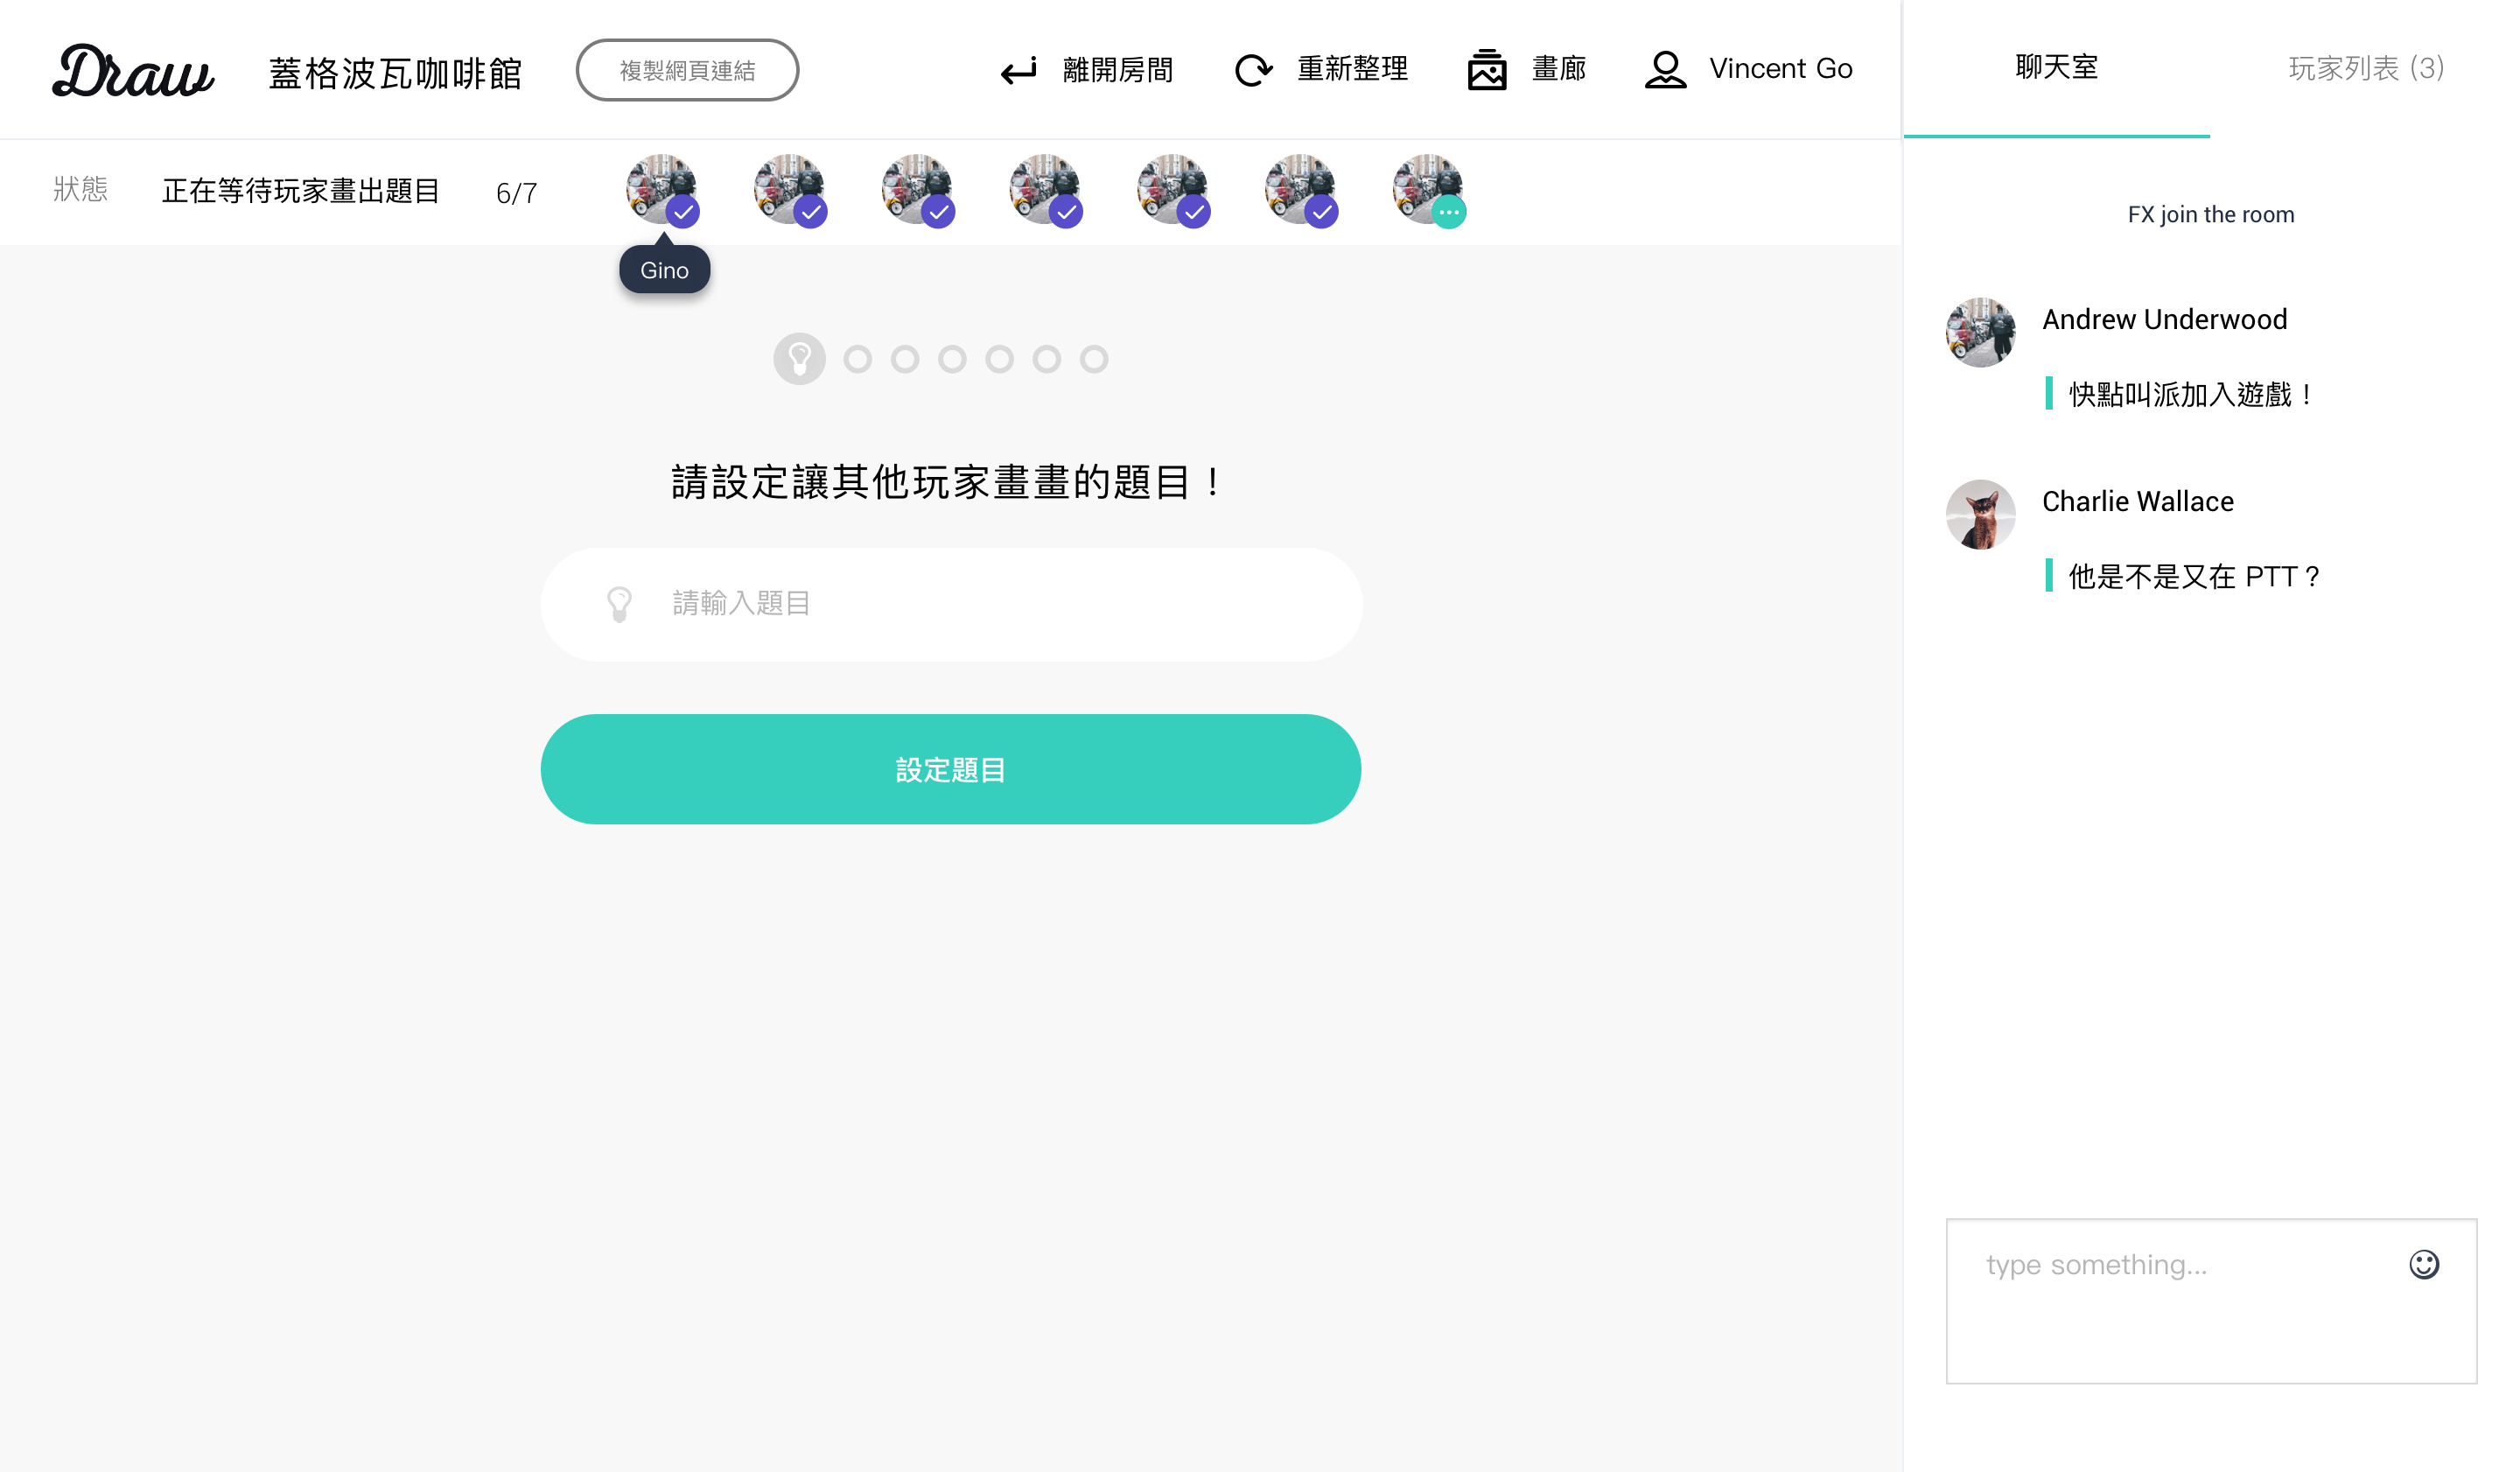 Draw
蓋格波瓦咖啡館
複製網頁連結
離開房間
重新整理
畫廊
Vincent Go
聊天室
玩家列表 (3)
狀態
正在等待玩家畫出題目
6/7
Gino
請設定讓其他玩家畫畫的題目！
請輸入題目
設定題目
FX join the room
Andrew Underwood
快點叫派加入遊戲！
Charlie Wallace
他是不是又在 PTT？
type something...